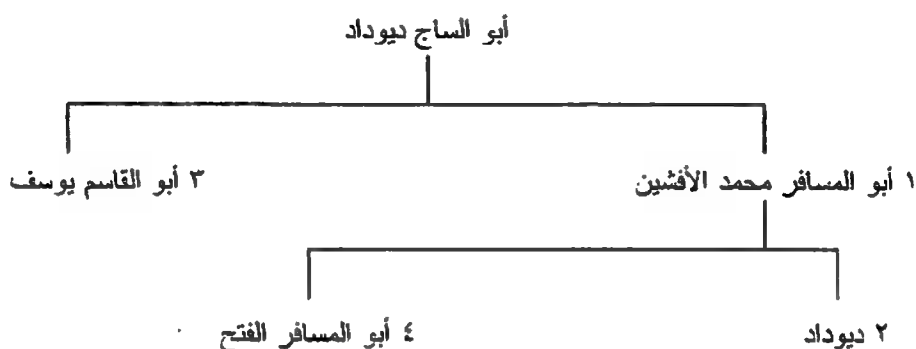 أبو الساج ديوداد
١ أبو المسافر محمد الأفشين
٣ أبو القاسم يوسف
٢ ديوداد
٤ أبو المسافر الفتح